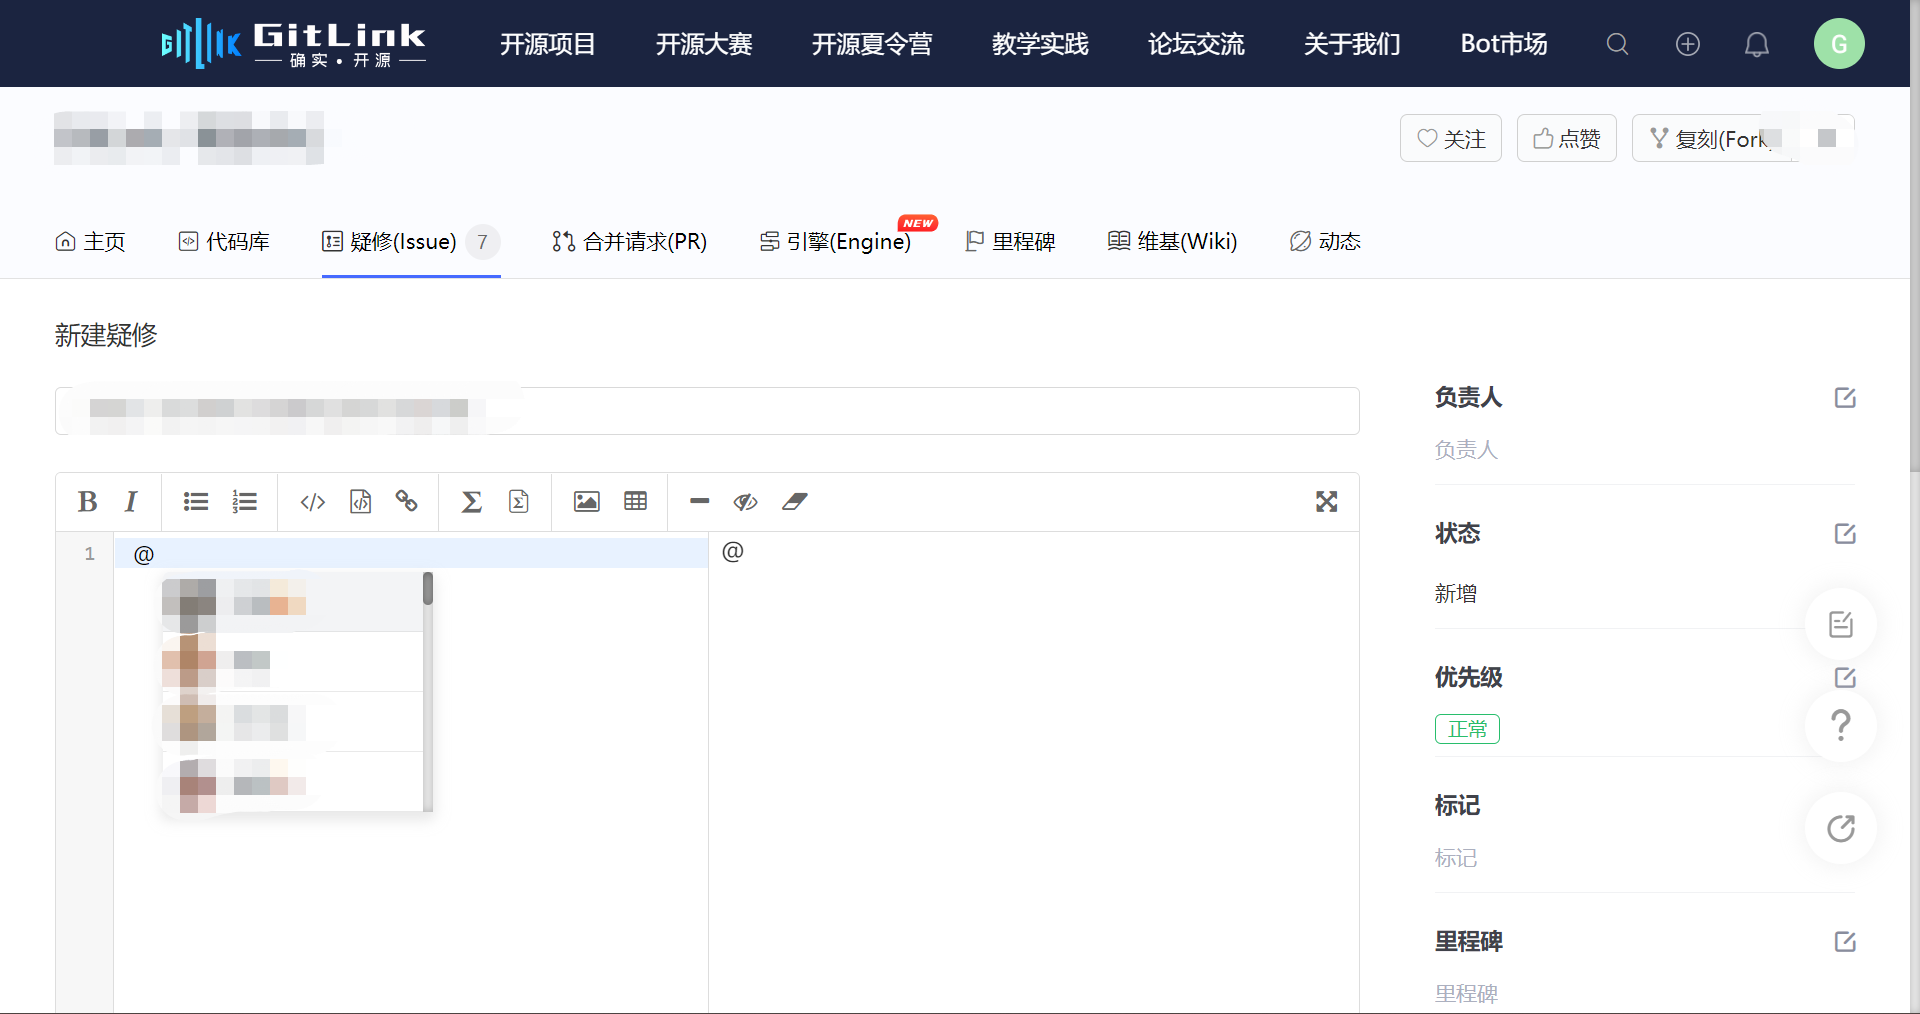 GitLink
确实·开源
开源项目 开源大赛 开源夏令营 教学实践 论坛交流 关于我们 Bot市场 G
关注 点赞 复刻(Fork)
主页 代码库 疑修(Issue) 7 合并请求(PR) 引擎(Engine) NEW 里程碑 维基(Wiki) 动态
新建疑修
B I
1 @
@
负责人
负责人
状态
新增
优先级
正常
标记
标记
里程碑
里程碑